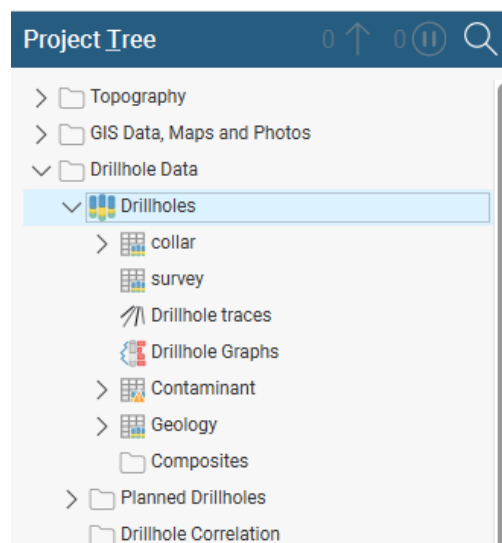 Project Tree 0 0
Topography
GIS Data, Maps and Photos
Drillhole Data
Drillholes
collar
survey
Drillhole traces
Drillhole Graphs
Contaminant
Geology
Composites
Planned Drillholes
Drillhole Correlation